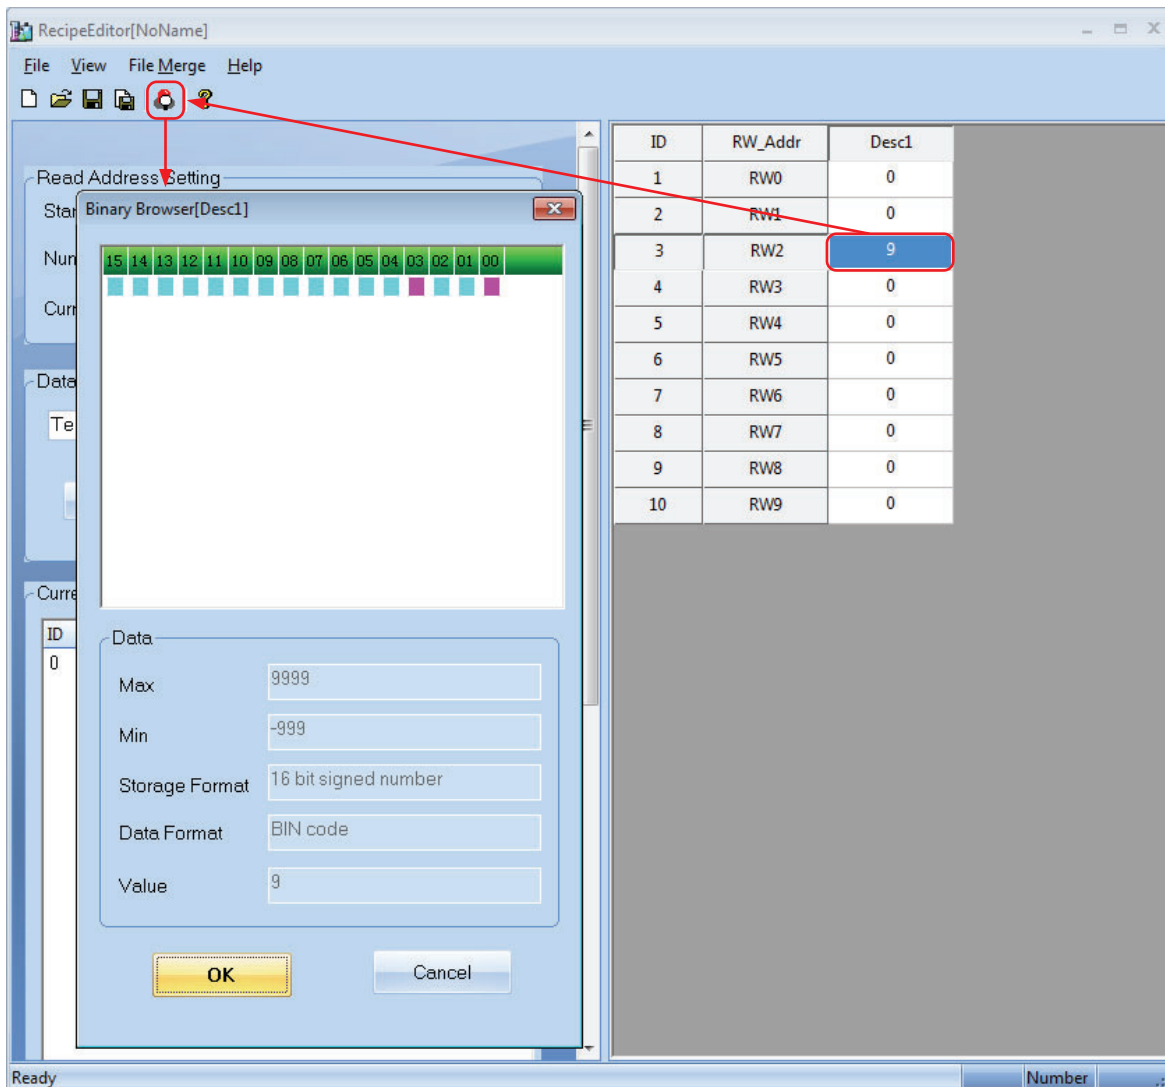 RecipeEditor[NoName]
File View File Merge Help
Read Address Setting
Star
Num
Curr
Data
Te
Curre
ID
0
Binary Browser[Desc1]
15 14 13 12 11 10 09 08 07 06 05 04 03 02 01 00
Data
Max 9999
Min -999
Storage Format 16 bit signed number
Data Format BIN code
Value 9
OK Cancel
ID RW_Addr Desc1
1 RW0 0
2 RW1 0
3 RW2 9
4 RW3 0
5 RW4 0
6 RW5 0
7 RW6 0
8 RW7 0
9 RW8 0
10 RW9 0
Ready Number